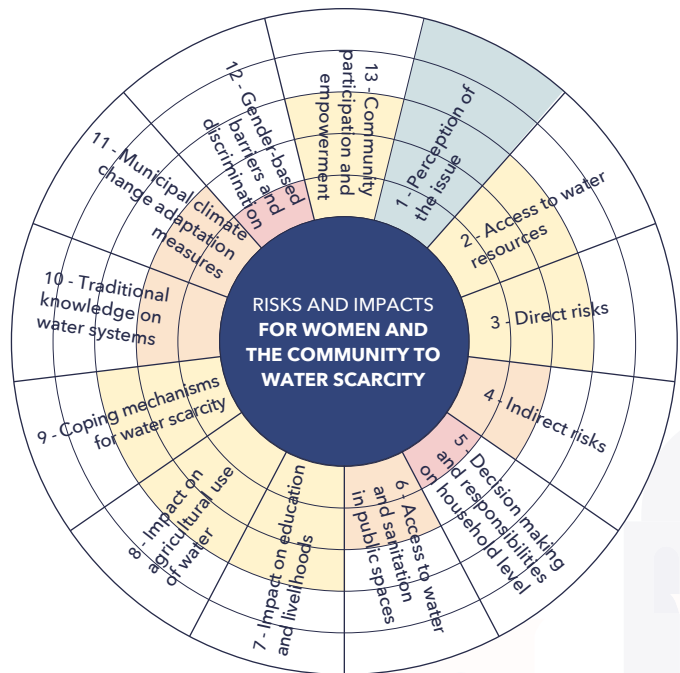 RISKS AND IMPACTS
FOR WOMEN AND
THE COMMUNITY TO
WATER SCARCITY
1 - Perception of
the issue
2 - Access to water
resources
3 - Direct risks
4 - Indirect risks
5 - Decision making
and responsibilities
on household level
6 - Access to water
and sanitation
in public spaces
7 - Impact on education
and livelihoods
8 - Impact on
agricultural use
of water
9 - Coping mechanisms
for water scarcity
10 - Traditional
knowledge on
water systems
11 - Municipal climate
change adaptation
measures
12 - Gender-based
barriers and
discrimination
13 - Community
participation and
empowerment